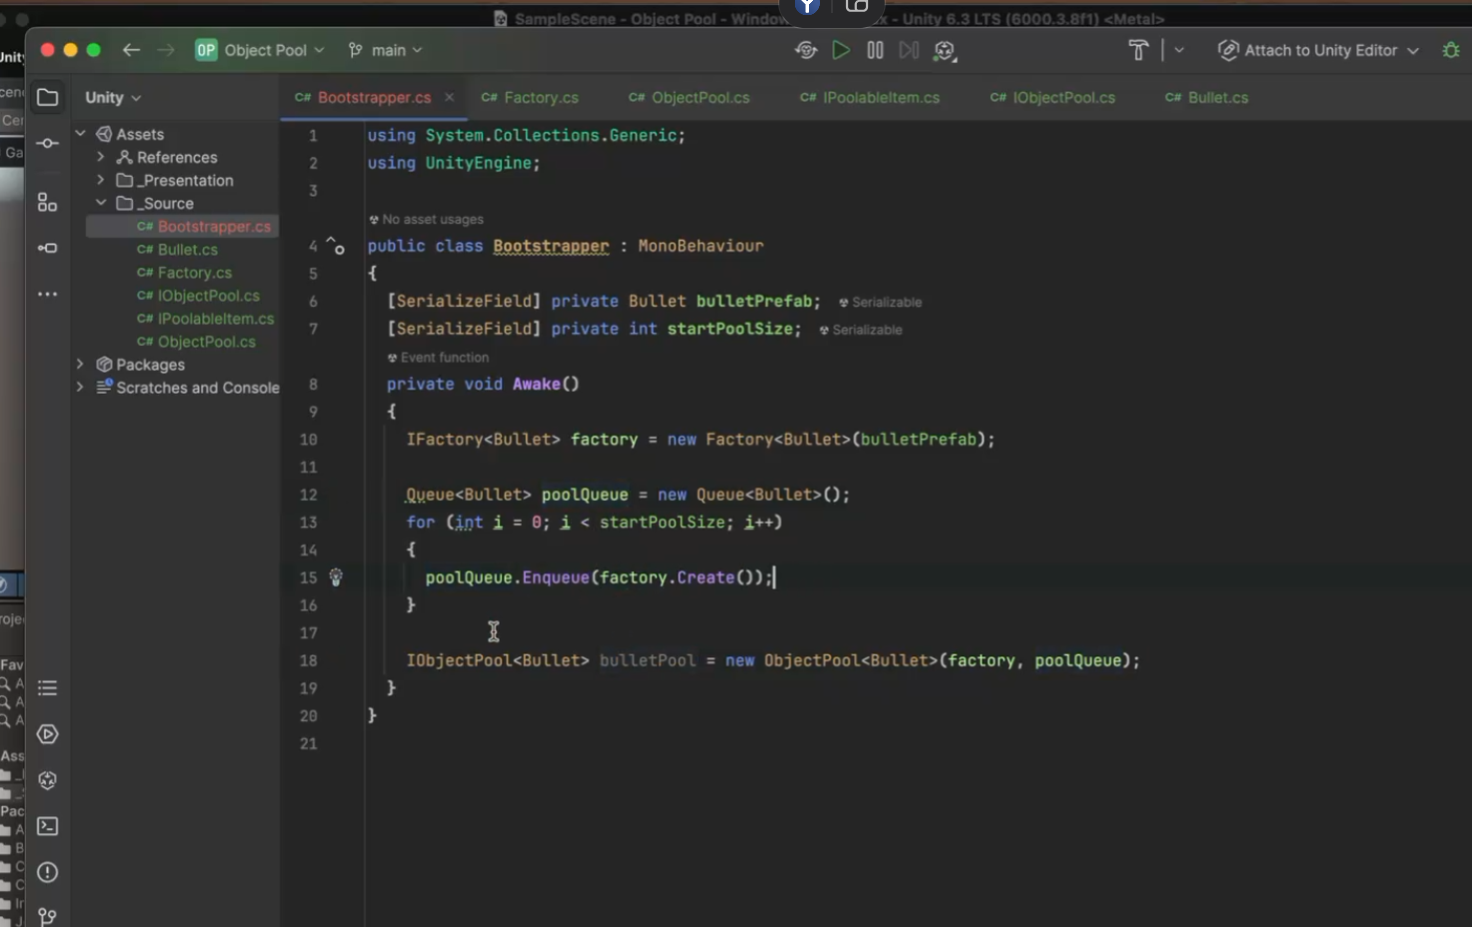 SampleScene - Object Pool - Window
x - Unity 6.3 LTS (6000.3.8f1) <Metal>
OP Object Pool
main
Attach to Unity Editor
Unity
Assets
References
_Presentation
_Source
C# Bootstrapper.cs
C# Bullet.cs
C# Factory.cs
C# IObjectPool.cs
C# IPoolableItem.cs
C# ObjectPool.cs
Packages
Scratches and Console
C# Bootstrapper.cs
C# Factory.cs
C# ObjectPool.cs
C# IPoolableItem.cs
C# IObjectPool.cs
C# Bullet.cs
1 using System.Collections.Generic;
2 using UnityEngine;
3
No asset usages
4 public class Bootstrapper : MonoBehaviour
5 {
6 [SerializeField] private Bullet bulletPrefab; Serializable
7 [SerializeField] private int startPoolSize; Serializable
Event function
8 private void Awake()
9 {
10 IFactory<Bullet> factory = new Factory<Bullet>(bulletPrefab);
11
12 Queue<Bullet> poolQueue = new Queue<Bullet>();
13 for (int i = 0; i < startPoolSize; i++)
14 {
15 poolQueue.Enqueue(factory.Create());
16 }
17
18 IObjectPool<Bullet> bulletPool = new ObjectPool<Bullet>(factory, poolQueue);
19 }
20 }
21